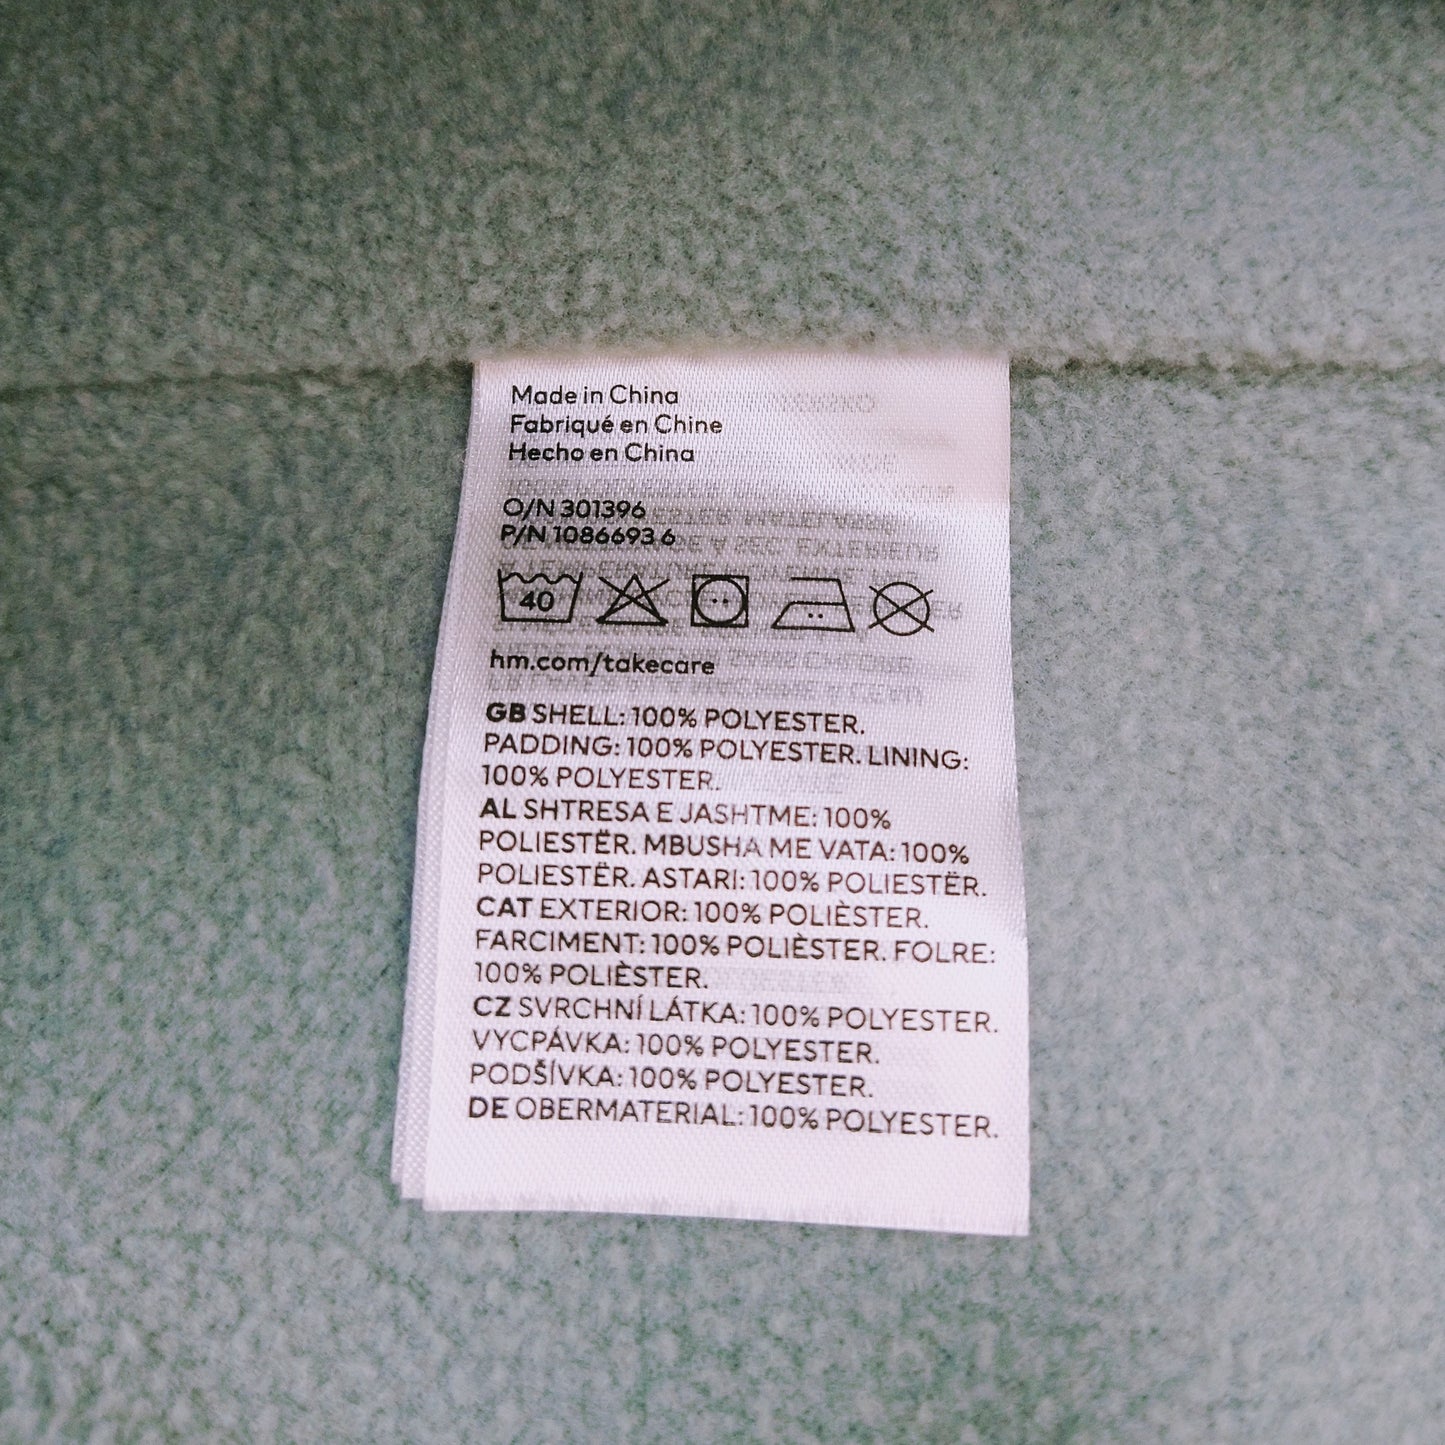 Made in China
Fabriqué en Chine
Hecho en China
O/N 301396
P/N 1086693 6
40
hm.com/takecare
GB SHELL: 100% POLYESTER.
PADDING: 100% POLYESTER. LINING:
100% POLYESTER.
AL SHTRESA E JASHTME: 100%
POLIESTËR. MBUSHA ME VATA: 100%
POLIESTËR. ASTARI: 100% POLIESTËR.
CAT EXTERIOR: 100% POLIÈSTER.
FARCIMENT: 100% POLIÈSTER. FOLRE:
100% POLIÈSTER.
CZ SVRCHNÍ LÁTKA: 100% POLYESTER.
VYCPÁVKA: 100% POLYESTER.
PODŠÍVKA: 100% POLYESTER.
DE OBERMATERIAL: 100% POLYESTER.